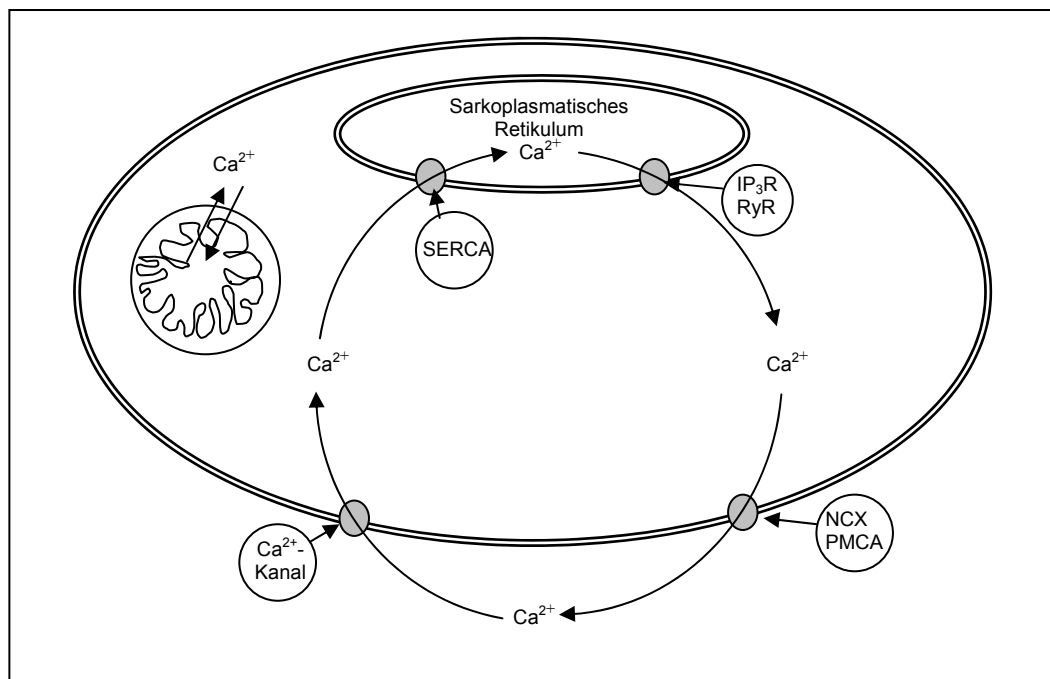 Sarkoplasmatisches
Retikulum
Ca²⁺
Ca²⁺
IP₃R
RyR
SERCA
Ca²⁺
Ca²⁺
Ca²⁺-
Kanal
NCX
PMCA
Ca²⁺